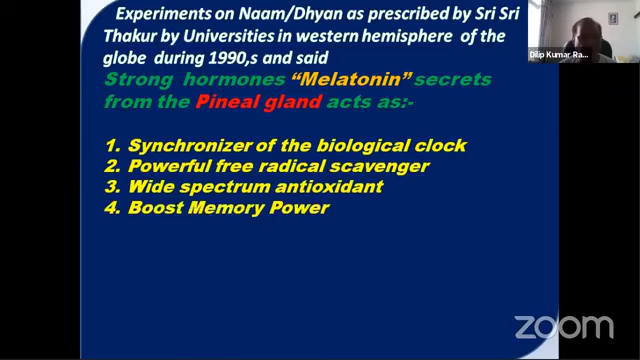 Experiments on Naam/Dhyan as prescribed by Sri Sri
Thakur by Universities in western hemisphere of the
globe during 1990,s and said
Strong hormones “Melatonin” secrets
from the Pineal gland acts as:-
1. Synchronizer of the biological clock
2. Powerful free radical scavenger
3. Wide spectrum antioxidant
4. Boost Memory Power
Dilip Kumar Ra...
zoom